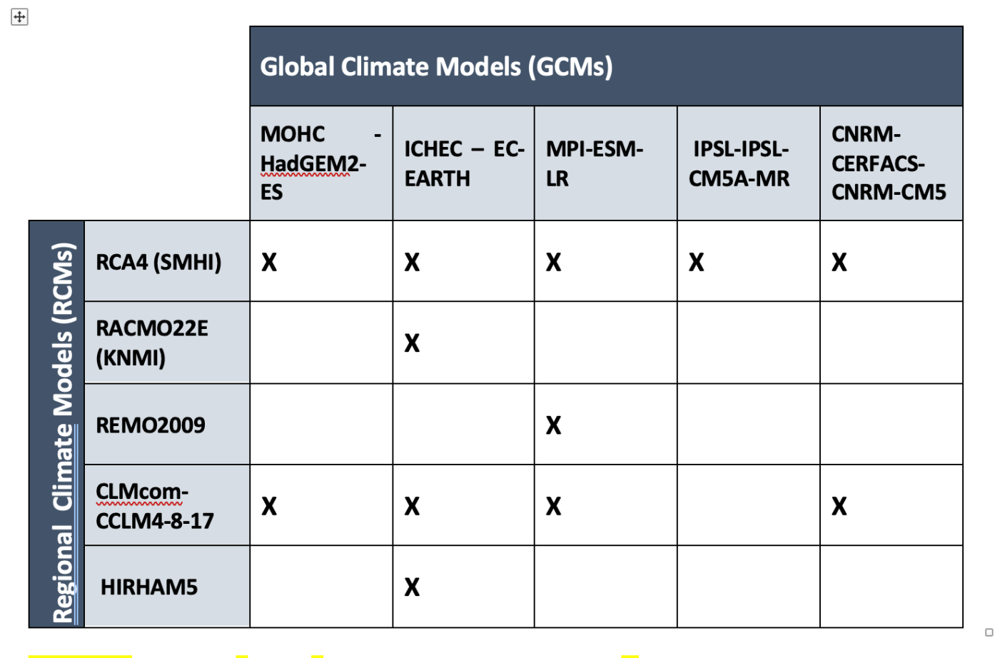 Global Climate Models (GCMs)
MOHC -
HadGEM2-
ES
ICHEC – EC-
EARTH
MPI-ESM-
LR
IPSL-IPSL-
CM5A-MR
CNRM-
CERFACS-
CNRM-CM5
Regional Climate Models (RCMs)
RCA4 (SMHI)
X X X X X
RACMO22E
(KNMI)
X
REMO2009
X
CLMcom-
CCLM4-8-17
X X X X
HIRHAM5
X